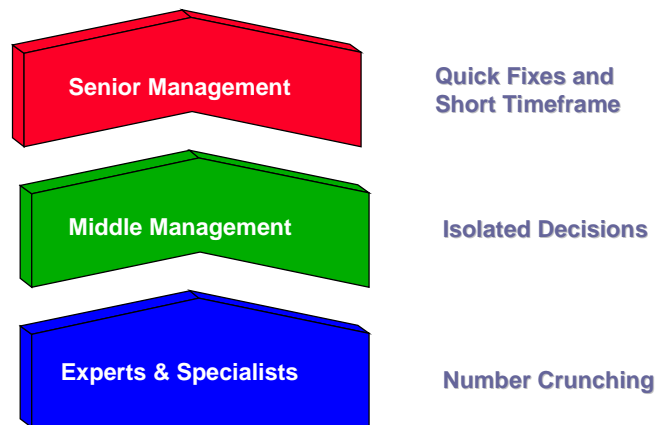 Senior Management
Quick Fixes and
Short Timeframe
Middle Management
Isolated Decisions
Experts & Specialists
Number Crunching